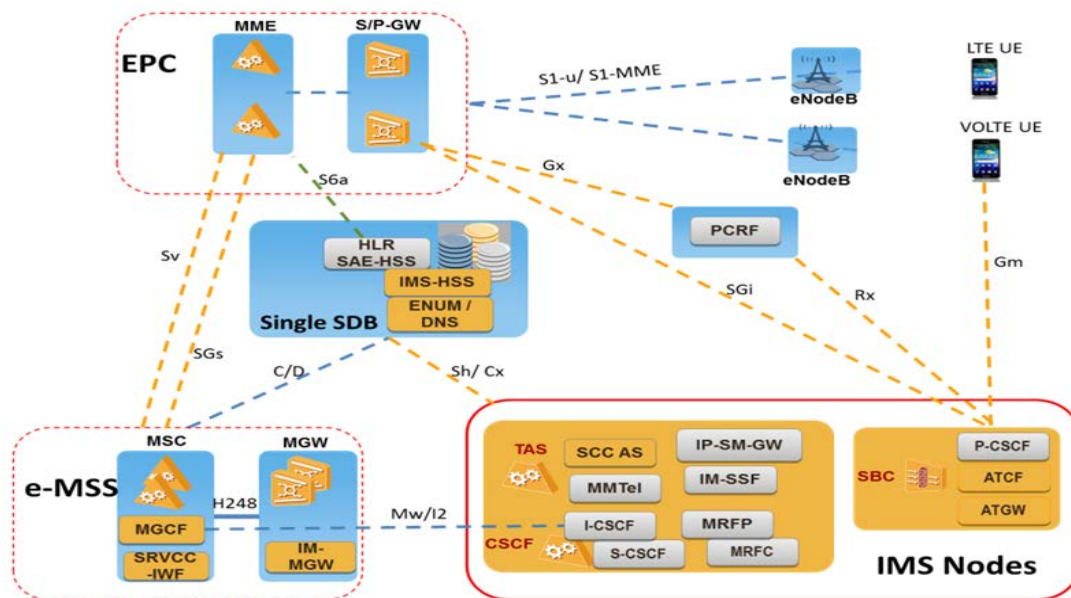 MME
S/P-GW
EPC
S1-u/ S1-MME
eNodeB
eNodeB
LTE UE
VOLTE UE
S6a
Gx
PCRF
Sv
HLR
SAE-HSS
IMS-HSS
ENUM /
DNS
Single SDB
SGi
Rx
Gm
SGs
C/D
Sh/ Cx
MSC
MGW
e-MSS
H248
MGCF
SRVCC
-IWF
IM-
MGW
Mw/I2
TAS
SCC AS
IP-SM-GW
MMTel
IM-SSF
I-CSCF
MRFP
CSCF
S-CSCF
MRFC
SBC
P-CSCF
ATCF
ATGW
IMS Nodes